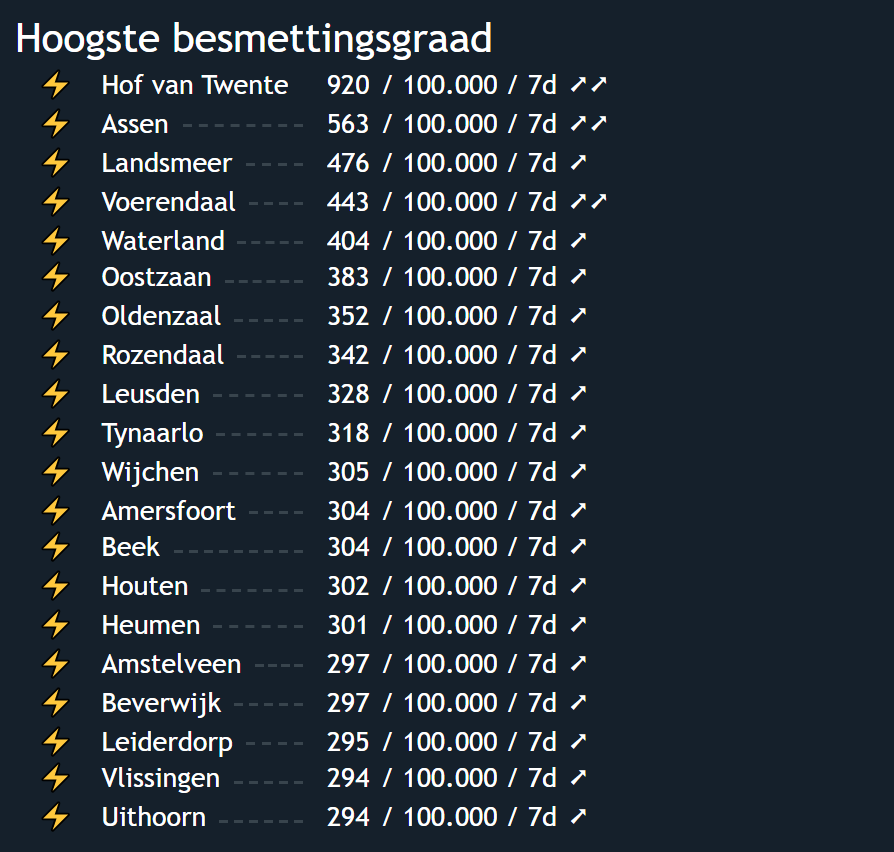 Hoogste besmettingsgraad
⚡ Hof van Twente 920 / 100.000 / 7d ➚➚
⚡ Assen -------- 563 / 100.000 / 7d ➚➚
⚡ Landsmeer ---- 476 / 100.000 / 7d ➚
⚡ Voerendaal ---- 443 / 100.000 / 7d ➚➚
⚡ Waterland ----- 404 / 100.000 / 7d ➚
⚡ Oostzaan ------ 383 / 100.000 / 7d ➚
⚡ Oldenzaal ----- 352 / 100.000 / 7d ➚
⚡ Rozendaal ----- 342 / 100.000 / 7d ➚
⚡ Leusden ------ 328 / 100.000 / 7d ➚
⚡ Tynaarlo ------ 318 / 100.000 / 7d ➚
⚡ Wijchen ------ 305 / 100.000 / 7d ➚
⚡ Amersfoort ---- 304 / 100.000 / 7d ➚
⚡ Beek --------- 304 / 100.000 / 7d ➚
⚡ Houten ------- 302 / 100.000 / 7d ➚
⚡ Heumen ------ 301 / 100.000 / 7d ➚
⚡ Amstelveen ---- 297 / 100.000 / 7d ➚
⚡ Beverwijk ----- 297 / 100.000 / 7d ➚
⚡ Leiderdorp ---- 295 / 100.000 / 7d ➚
⚡ Vlissingen ----- 294 / 100.000 / 7d ➚
⚡ Uithoorn ------ 294 / 100.000 / 7d ➚